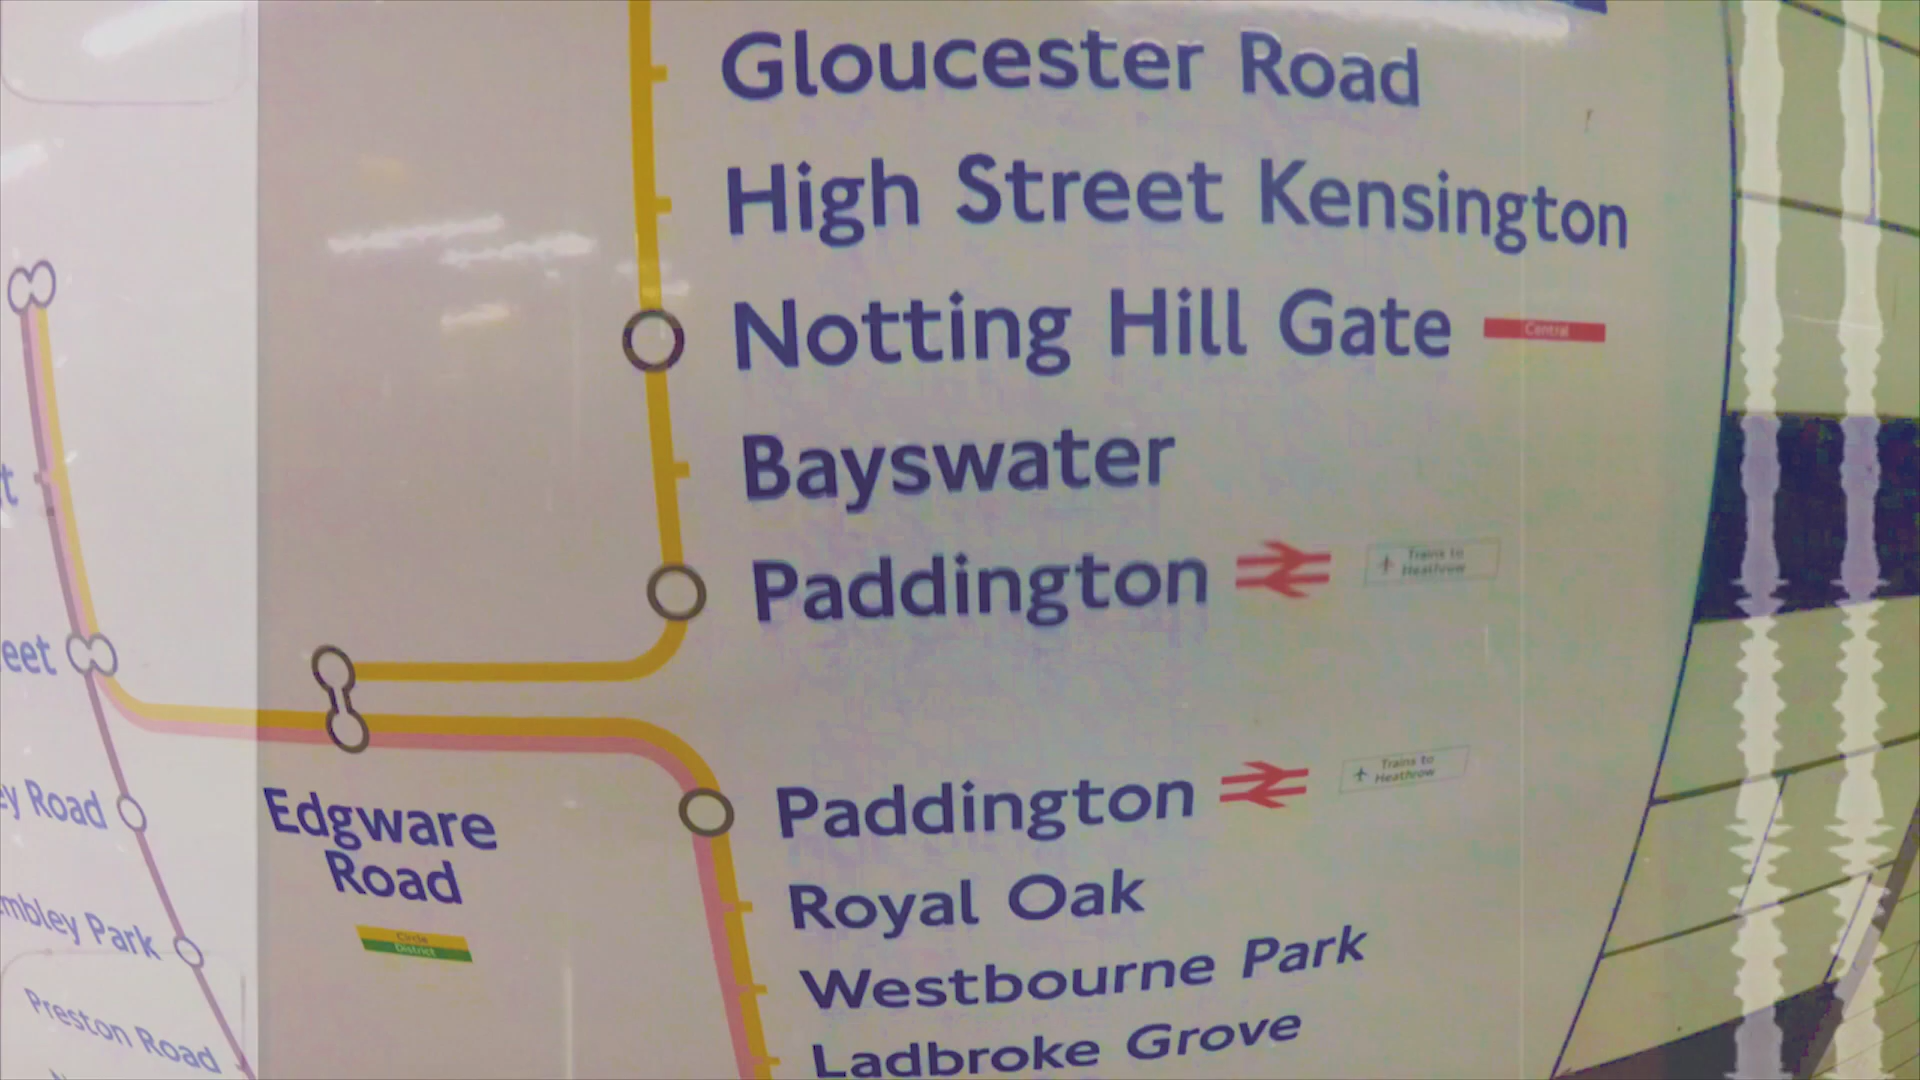 Gloucester Road
High Street Kensington
Notting Hill Gate
Central
Bayswater
Paddington
Trains to
Heathrow
eet
Paddington
Trains to
Heathrow
ey Road
Edgware
Road
Royal Oak
mbley Park
Circle
District
Westbourne Park
Preston Road
Ladbroke Grove